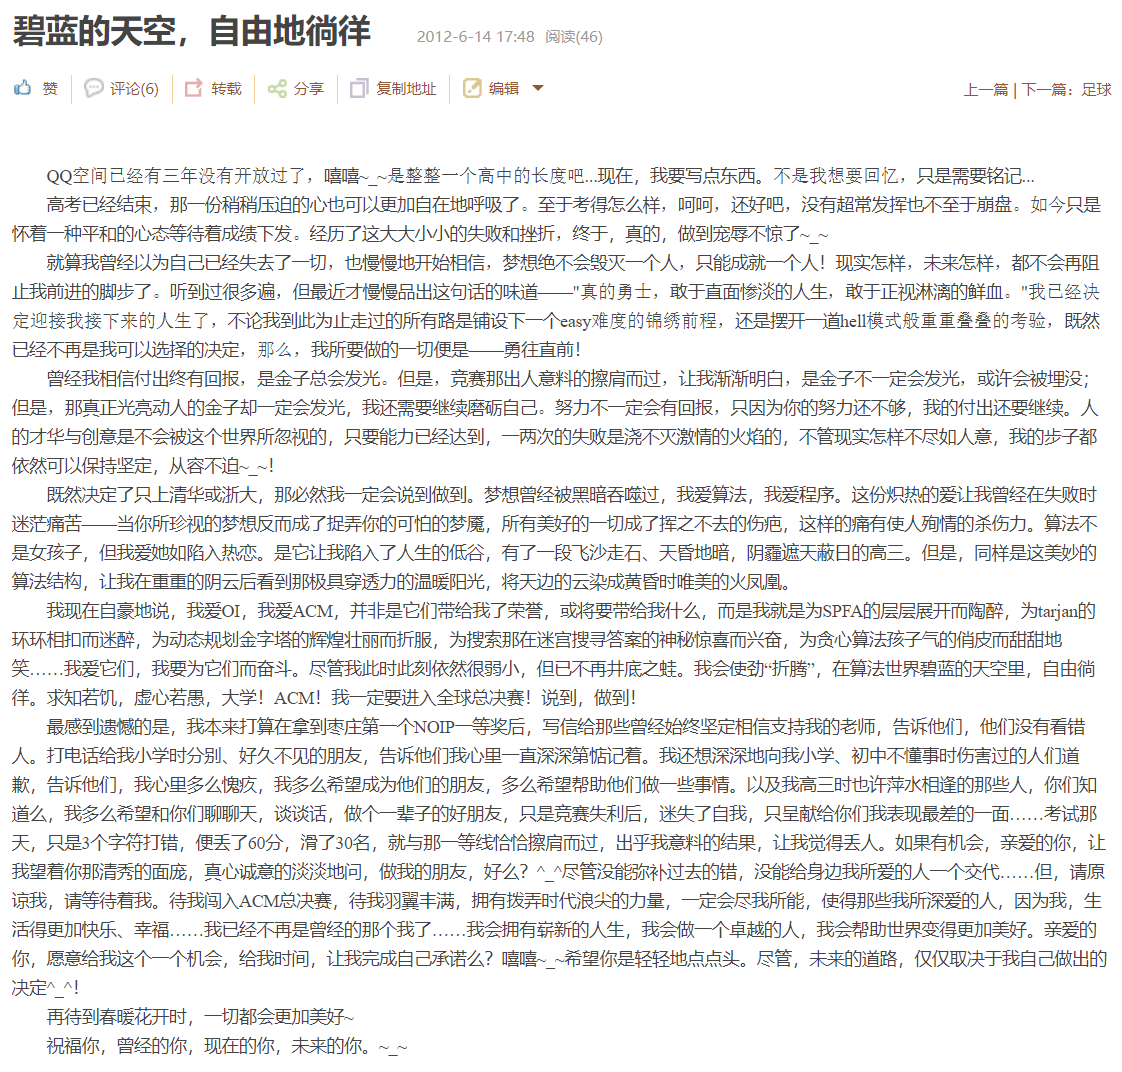 碧蓝的天空，自由地徜徉 2012-6-14 17:48 阅读(46)
赞 评论(6) 转载 分享 复制地址 编辑 上一篇 | 下一篇：足球
QQ空间已经有三年没有开放过了，嘻嘻~_~是整整一个高中的长度吧...现在，我要写点东西。不是我想要回忆，只是需要铭记...
高考已经结束，那一份稍稍压迫的心也可以更加自在地呼吸了。至于考得怎么样，呵呵，还好吧，没有超常发挥也不至于崩盘。如今只是
怀着一种平和的心态等待着成绩下发。经历了这大大小小的失败和挫折，终于，真的，做到宠辱不惊了~_~
就算我曾经以为自己已经失去了一切，也慢慢地开始相信，梦想绝不会毁灭一个人，只能成就一个人！现实怎样，未来怎样，都不会再阻
止我前进的脚步了。听到过很多遍，但最近才慢慢品出这句话的味道——"真的勇士，敢于直面惨淡的人生，敢于正视淋漓的鲜血。"我已经决
定迎接我接下来的人生了，不论我到此为止走过的所有路是铺设下一个easy难度的锦绣前程，还是摆开一道hell模式般重重叠叠的考验，既然
已经不再是我可以选择的决定，那么，我所要做的一切便是——勇往直前！
曾经我相信付出终有回报，是金子总会发光。但是，竞赛那出人意料的擦肩而过，让我渐渐明白，是金子不一定会发光，或许会被埋没；
但是，那真正光亮动人的金子却一定会发光，我还需要继续磨砺自己。努力不一定会有回报，只因为你的努力还不够，我的付出还要继续。人
的才华与创意是不会被这个世界所忽视的，只要能力已经达到，一两次的失败是浇不灭激情的火焰的，不管现实怎样不尽如人意，我的步子都
依然可以保持坚定，从容不迫~_~！
既然决定了只上清华或浙大，那必然我一定会说到做到。梦想曾经被黑暗吞噬过，我爱算法，我爱程序。这份炽热的爱让我曾经在失败时
迷茫痛苦——当你所珍视的梦想反而成了捉弄你的可怕的梦魇，所有美好的一切成了挥之不去的伤疤，这样的痛有使人殉情的杀伤力。算法不
是女孩子，但我爱她如陷入热恋。是它让我陷入了人生的低谷，有了一段飞沙走石、天昏地暗，阴霾遮天蔽日的高三。但是，同样是这美妙的
算法结构，让我在重重的阴云后看到那极具穿透力的温暖阳光，将天边的云染成黄昏时唯美的火凤凰。
我现在自豪地说，我爱OI，我爱ACM，并非是它们带给我了荣誉，或将要带给我什么，而是我就是为SPFA的层层展开而陶醉，为tarjan的
环环相扣而迷醉，为动态规划金字塔的辉煌壮丽而折服，为搜索那在迷宫搜寻答案的神秘惊喜而兴奋，为贪心算法孩子气的俏皮而甜甜地
笑……我爱它们，我要为它们而奋斗。尽管我此时此刻依然很弱小，但已不再井底之蛙。我会使劲“折腾”，在算法世界碧蓝的天空里，自由徜
徉。求知若饥，虚心若愚，大学！ACM！我一定要进入全球总决赛！说到，做到！
最感到遗憾的是，我本来打算在拿到枣庄第一个NOIP一等奖后，写信给那些曾经始终坚定相信支持我的老师，告诉他们，他们没有看错
人。打电话给我小学时分别、好久不见的朋友，告诉他们我心里一直深深第惦记着。我还想深深地向我小学、初中不懂事时伤害过的人们道
歉，告诉他们，我心里多么愧疚，我多么希望成为他们的朋友，多么希望帮助他们做一些事情。以及我高三时也许萍水相逢的那些人，你们知
道么，我多么希望和你们聊聊天，谈谈话，做个一辈子的好朋友，只是竞赛失利后，迷失了自我，只呈献给你们我表现最差的一面……考试那
天，只是3个字符打错，便丢了60分，滑了30名，就与那一等线恰恰擦肩而过，出乎我意料的结果，让我觉得丢人。如果有机会，亲爱的你，让
我望着你那清秀的面庞，真心诚意的淡淡地问，做我的朋友，好么？^_^尽管没能弥补过去的错，没能给身边我所爱的人一个交代……但，请原
谅我，请等待着我。待我闯入ACM总决赛，待我羽翼丰满，拥有拨弄时代浪尖的力量，一定会尽我所能，使得那些我所深爱的人，因为我，生
活得更加快乐、幸福……我已经不再是曾经的那个我了……我会拥有崭新的人生，我会做一个卓越的人，我会帮助世界变得更加美好。亲爱的
你，愿意给我这个一个机会，给我时间，让我完成自己承诺么？嘻嘻~_~希望你是轻轻地点点头。尽管，未来的道路，仅仅取决于我自己做出的
决定^_^！
再待到春暖花开时，一切都会更加美好~
祝福你，曾经的你，现在的你，未来的你。~_~